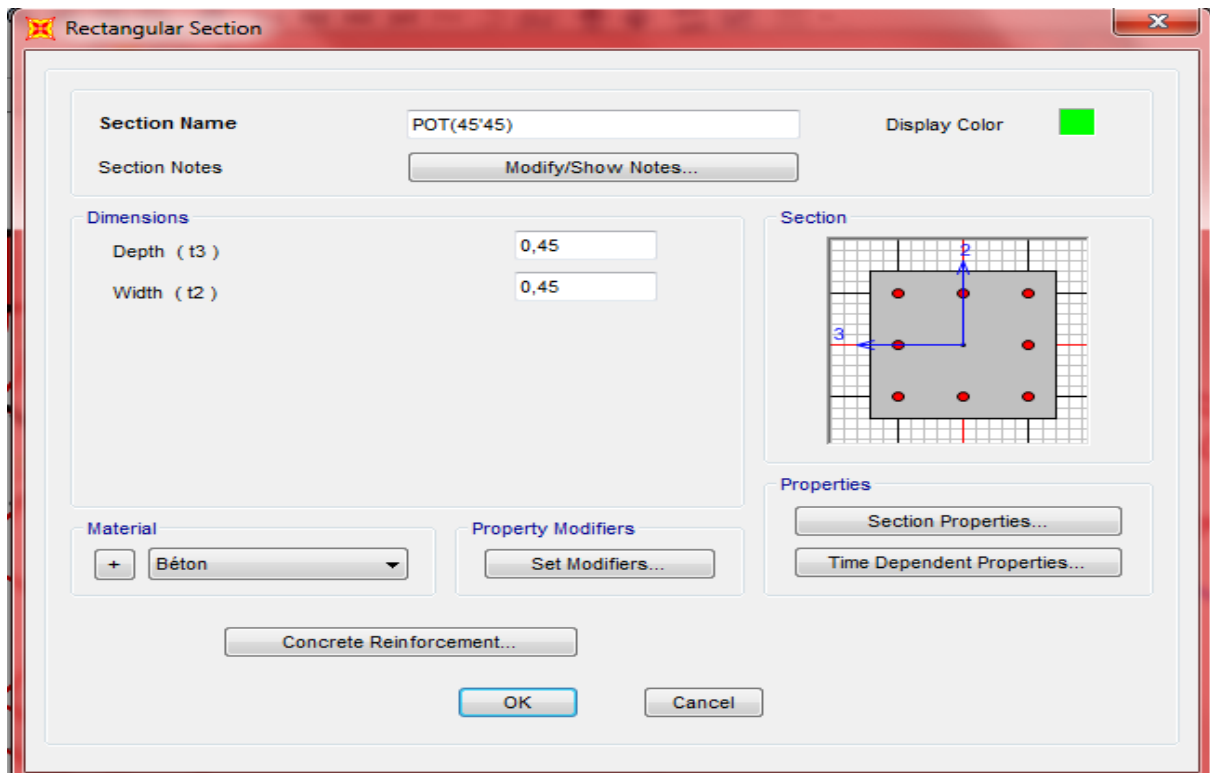 Rectangular Section
Section Name
POT(45'45)
Display Color
Section Notes
Modify/Show Notes...
Dimensions
Depth ( t3 )
0,45
Width ( t2 )
0,45
Section
2
3
Properties
Section Properties...
Time Dependent Properties...
Material
+
Béton
Property Modifiers
Set Modifiers...
Concrete Reinforcement...
OK
Cancel